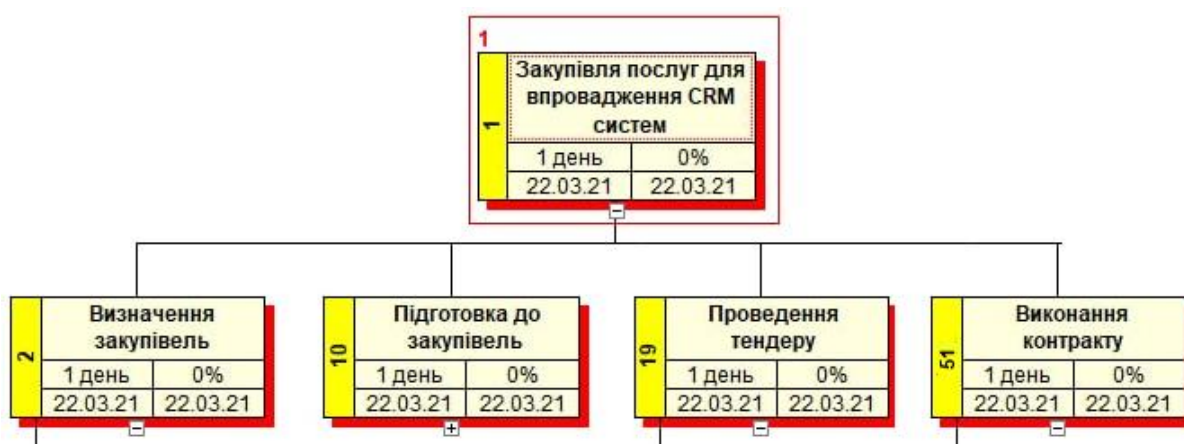 1
Закупівля послуг для
впровадження CRM
систем
1
1 день 0%
22.03.21 22.03.21
Визначення
закупівель
2
1 день 0%
22.03.21 22.03.21
Підготовка до
закупівель
10
1 день 0%
22.03.21 22.03.21
Проведення
тендеру
19
1 день 0%
22.03.21 22.03.21
Виконання
контракту
51
1 день 0%
22.03.21 22.03.21